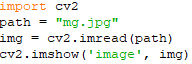 import cv2
path = "mg.jpg"
img = cv2.imread(path)
cv2.imshow('image', img)